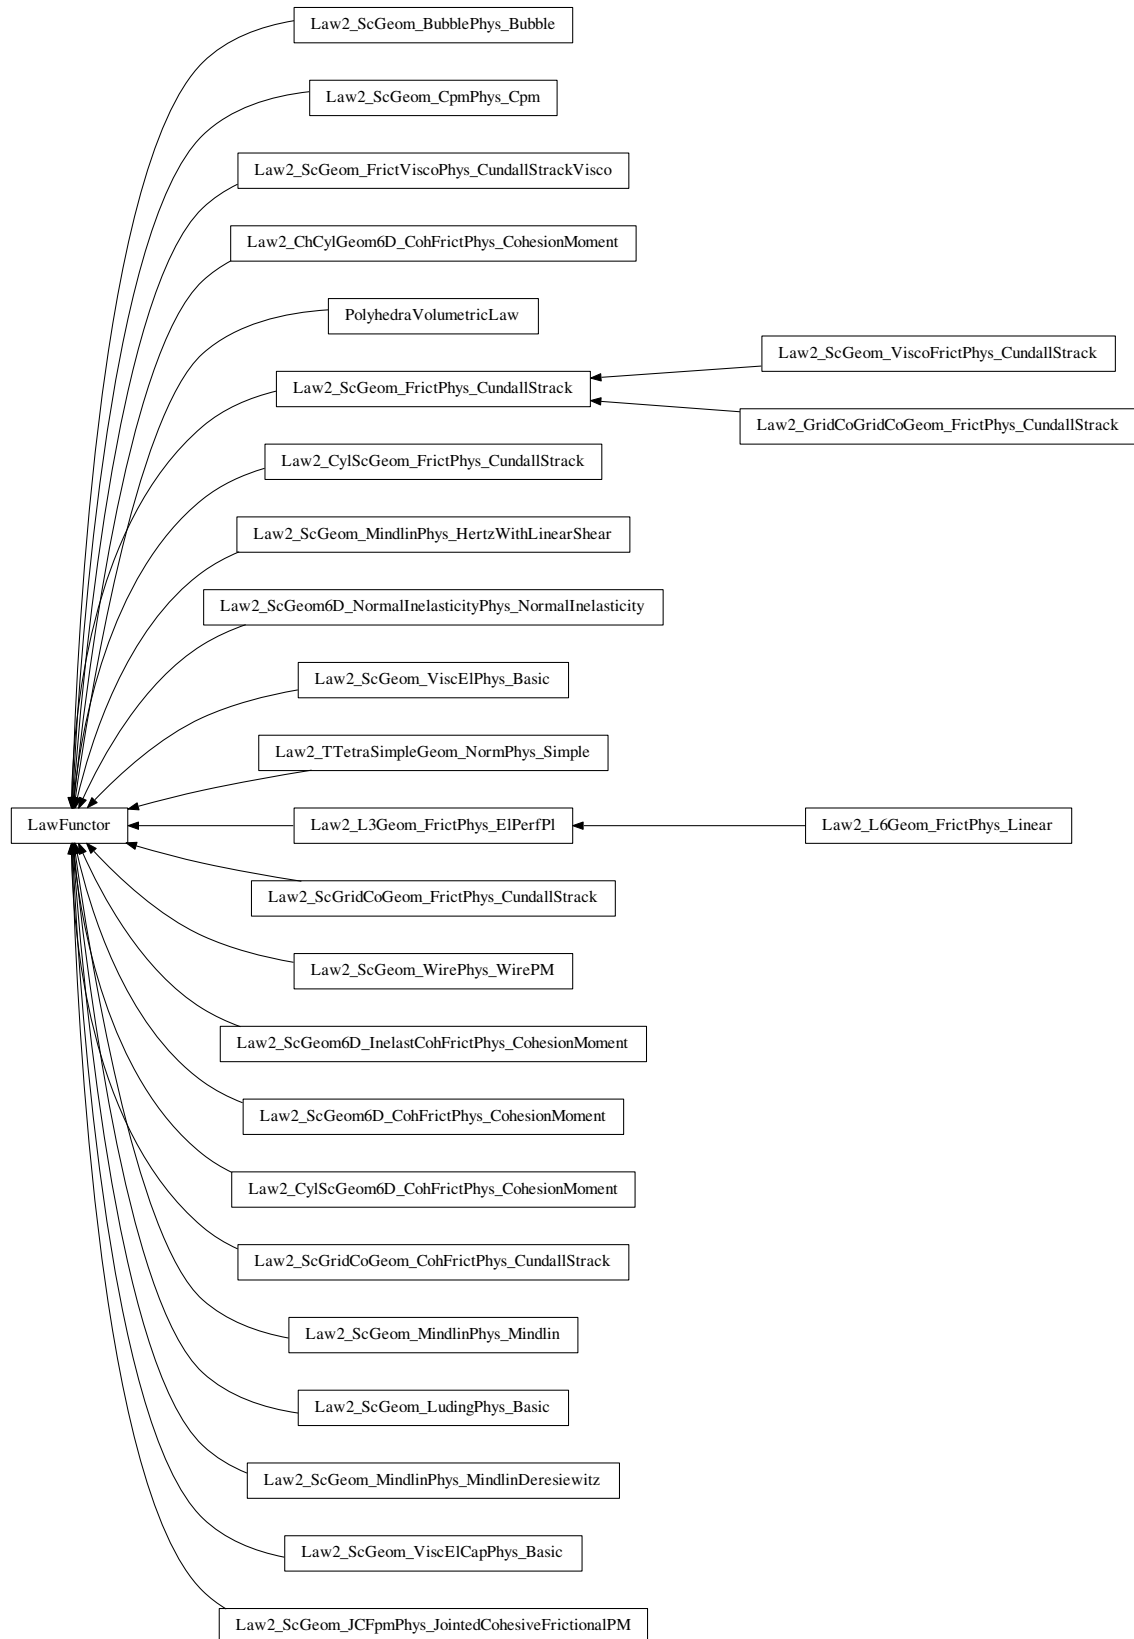 Law2_ScGeom_BubblePhys_Bubble
Law2_ScGeom_CpmPhys_Cpm
Law2_ScGeom_FrictViscoPhys_CundallStrackVisco
Law2_ChCylGeom6D_CohFrictPhys_CohesionMoment
PolyhedraVolumetricLaw
Law2_ScGeom_ViscoFrictPhys_CundallStrack
Law2_ScGeom_FrictPhys_CundallStrack
Law2_GridCoGridCoGeom_FrictPhys_CundallStrack
Law2_CylScGeom_FrictPhys_CundallStrack
Law2_ScGeom_MindlinPhys_HertzWithLinearShear
Law2_ScGeom6D_NormalInelasticityPhys_NormalInelasticity
Law2_ScGeom_ViscElPhys_Basic
Law2_TTetraSimpleGeom_NormPhys_Simple
LawFunctor
Law2_L3Geom_FrictPhys_ElPerfPl
Law2_L6Geom_FrictPhys_Linear
Law2_ScGridCoGeom_FrictPhys_CundallStrack
Law2_ScGeom_WirePhys_WirePM
Law2_ScGeom6D_InelastCohFrictPhys_CohesionMoment
Law2_ScGeom6D_CohFrictPhys_CohesionMoment
Law2_CylScGeom6D_CohFrictPhys_CohesionMoment
Law2_ScGridCoGeom_CohFrictPhys_CundallStrack
Law2_ScGeom_MindlinPhys_Mindlin
Law2_ScGeom_LudingPhys_Basic
Law2_ScGeom_MindlinPhys_MindlinDeresiewitz
Law2_ScGeom_ViscElCapPhys_Basic
Law2_ScGeom_JCFpmPhys_JointedCohesiveFrictionalPM